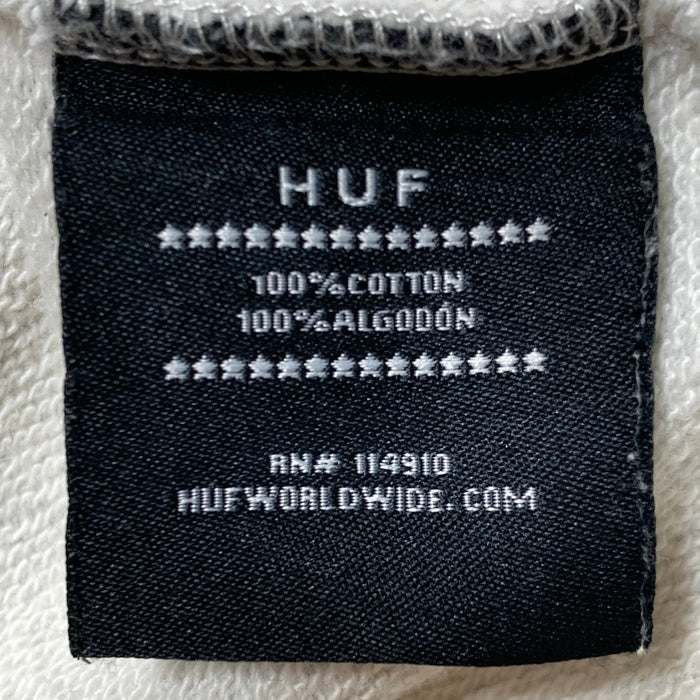 HUF
100%COTTON
100%ALGODÓN
RN# 114910
HUFWORLDWIDE.COM